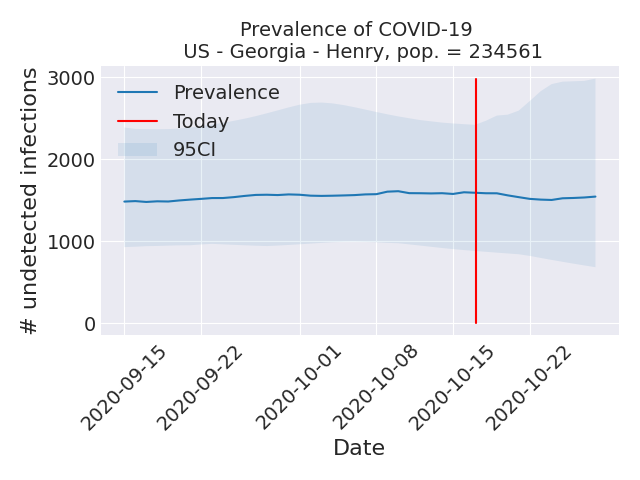 Prevalence of COVID-19
US - Georgia - Henry, pop. = 234561
# undetected infections
3000
2000
1000
0
Prevalence
Today
95CI
2020-09-15
2020-09-22
2020-10-01
2020-10-08
2020-10-15
2020-10-22
Date